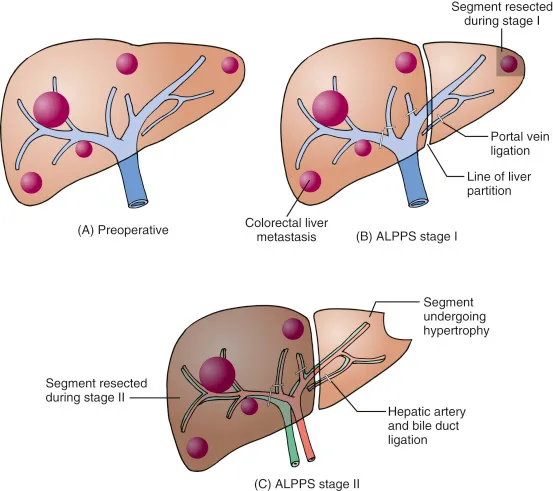 Segment resected
during stage I
Portal vein
ligation
Line of liver
partition
Colorectal liver
metastasis
(A) Preoperative
(B) ALPPS stage I
Segment
undergoing
hypertrophy
Segment resected
during stage II
Hepatic artery
and bile duct
ligation
(C) ALPPS stage II